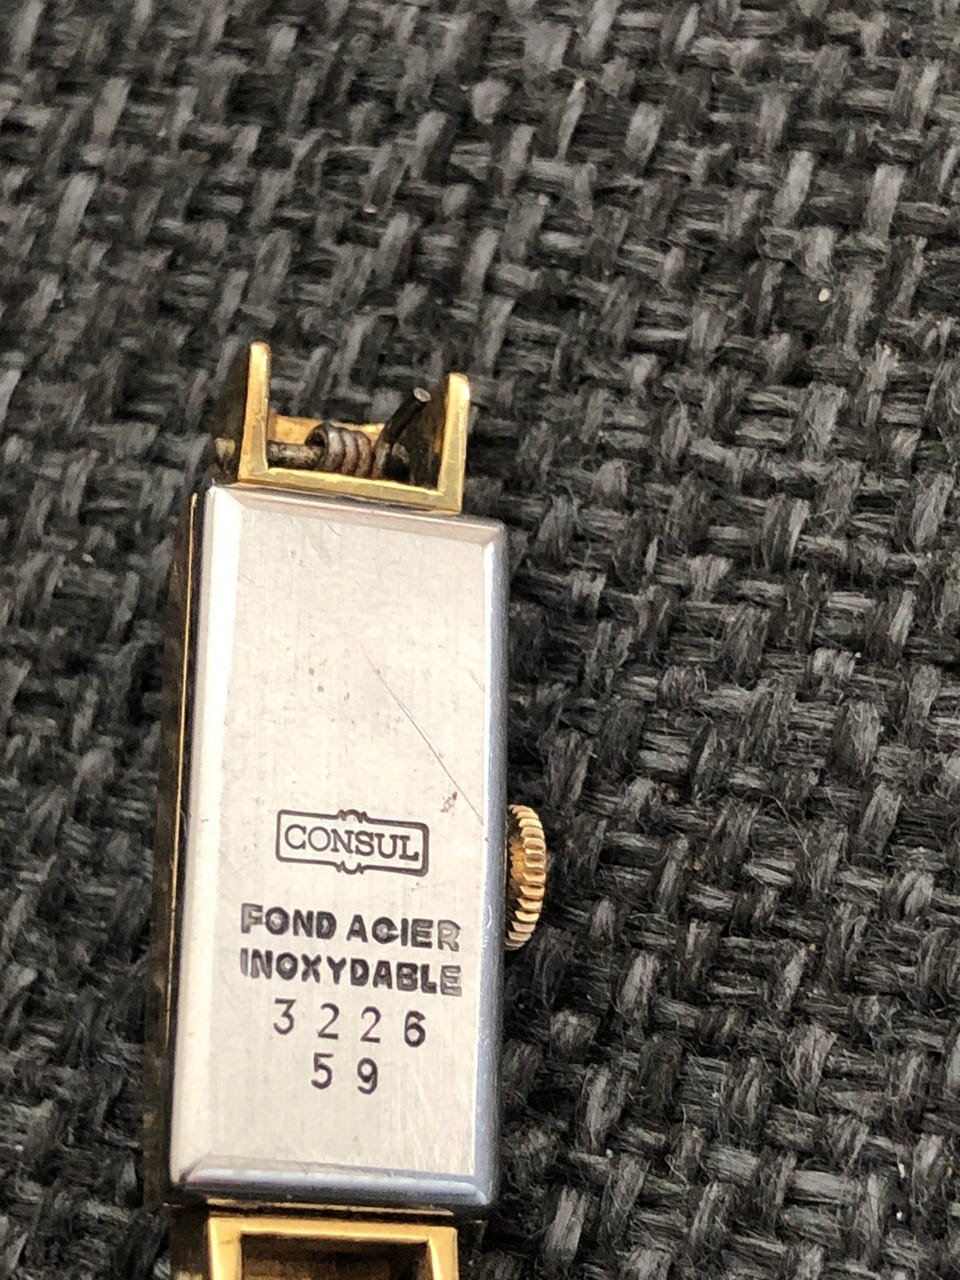 CONSUL
FOND ACIER
INOXYDABLE
3226
59